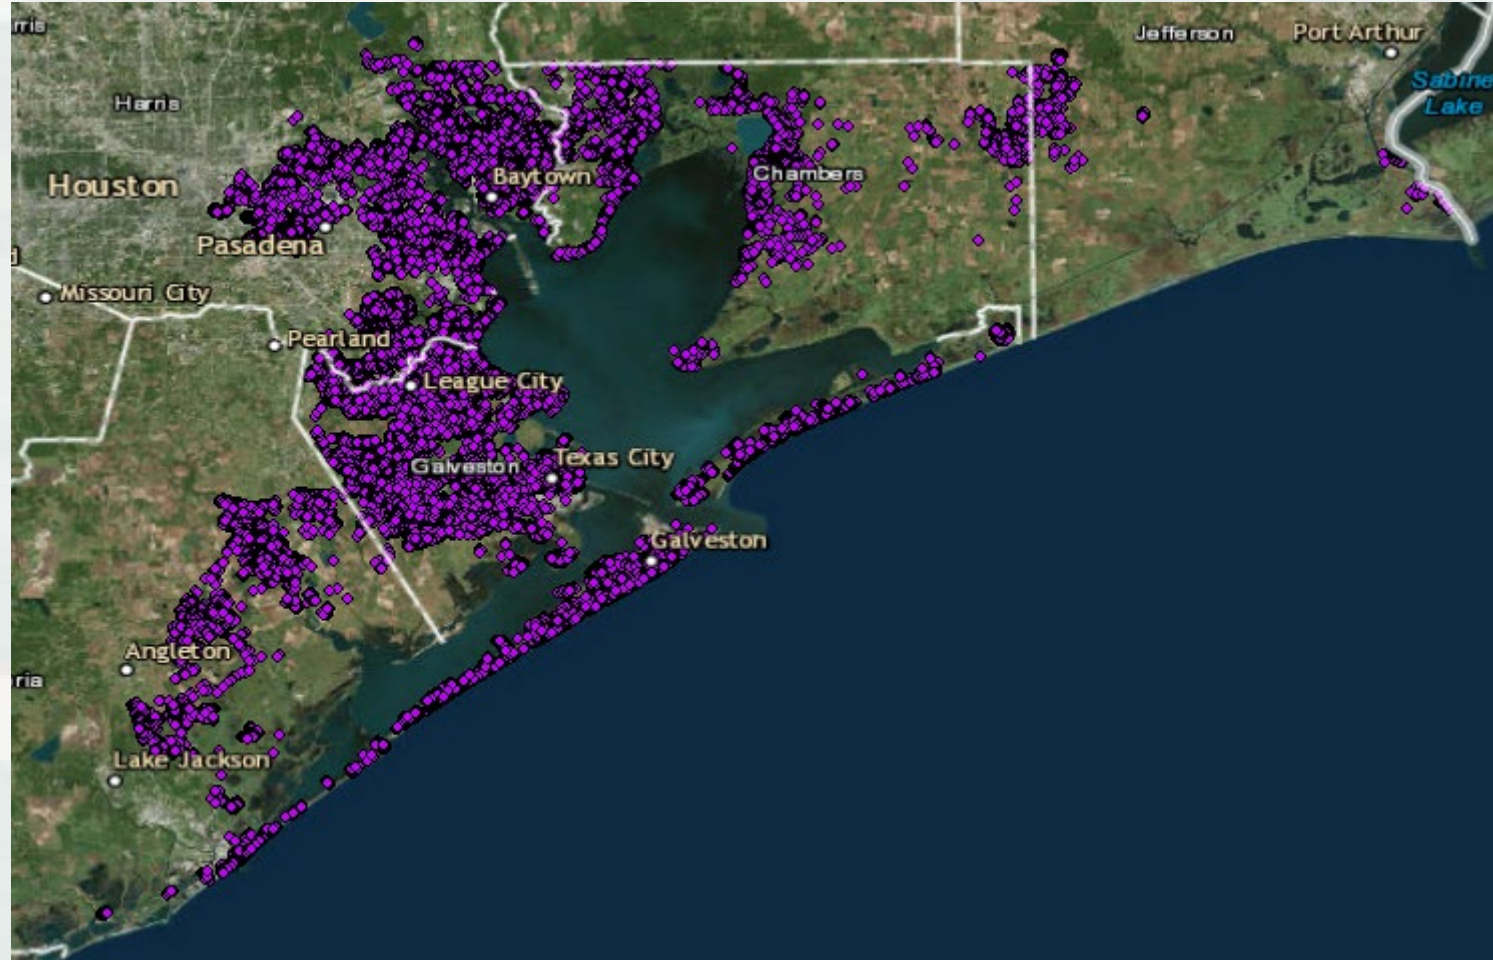 rris
Jefferson
Port Arthur
Sabine
Lake
Harris
Houston
Baytown
Chambers
Pasadena
d
Missouri City
Pearland
League City
Galveston
Texas City
Galveston
Angleton
ria
Lake Jackson